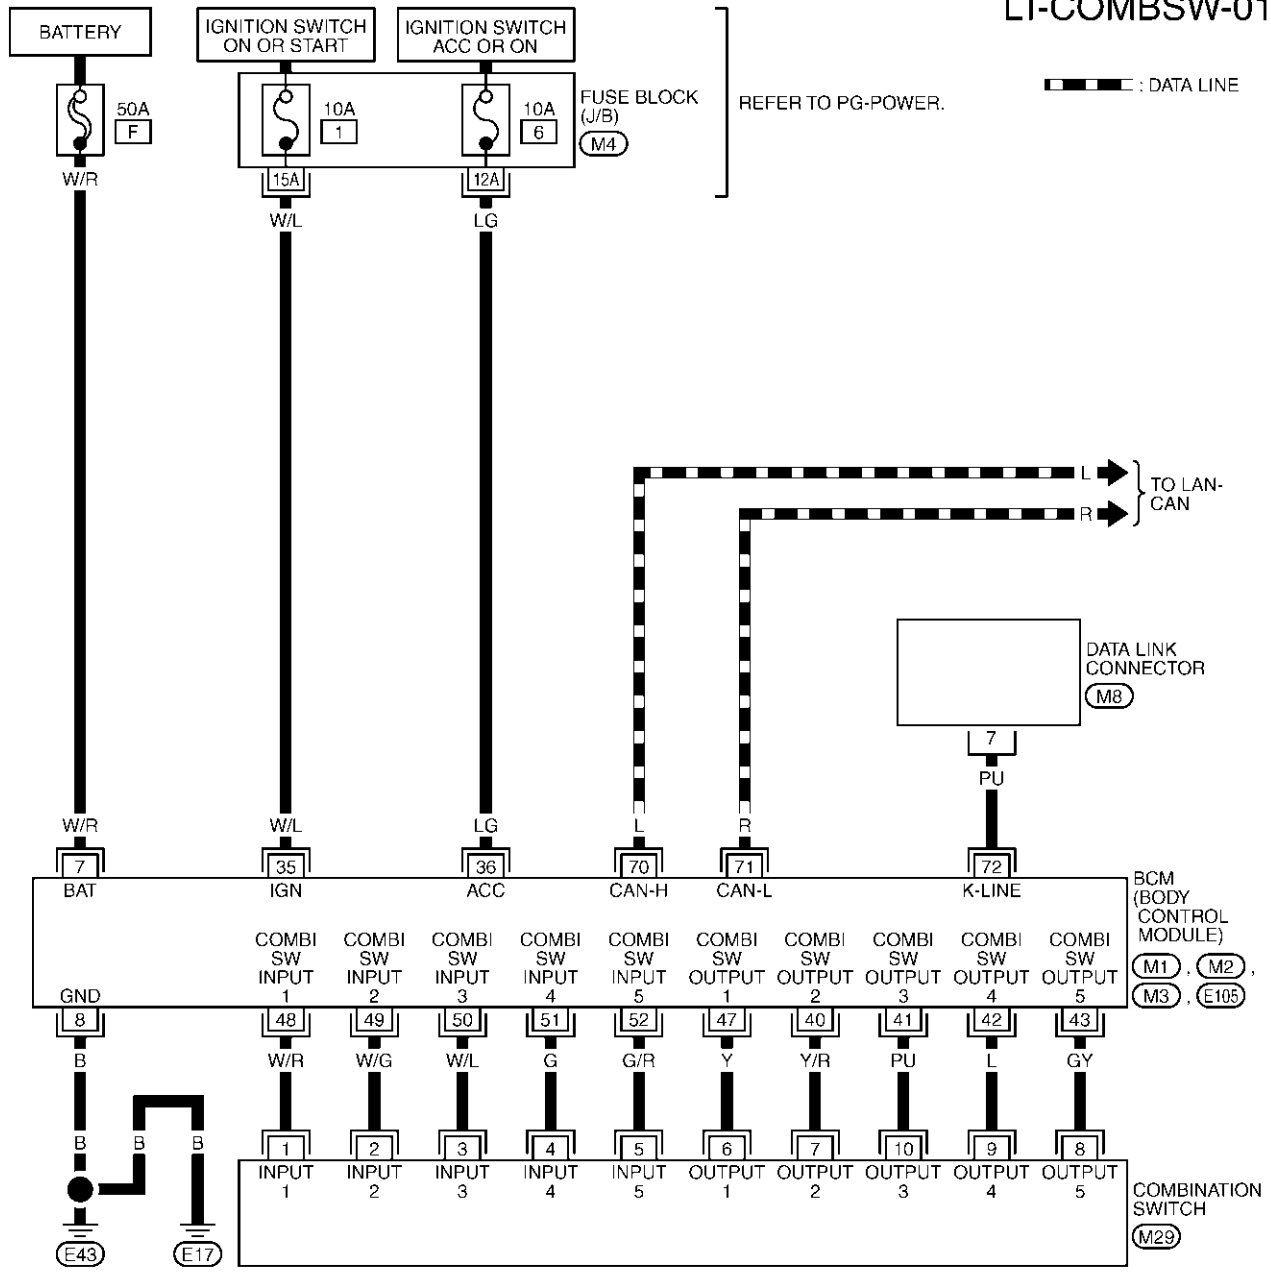 LT-COMBSW-01
BATTERY
IGNITION SWITCH
ON OR START
IGNITION SWITCH
ACC OR ON
: DATA LINE
50A
F
10A
1
10A
6
FUSE BLOCK
(J/B)
M4
REFER TO PG-POWER.
W/R
15A
12A
W/L
LG
L
R
TO LAN-
CAN
DATA LINK
CONNECTOR
M8
7
PU
W/R
W/L
LG
L
R
7
35
36
70
71
72
BAT
IGN
ACC
CAN-H
CAN-L
K-LINE
BCM
(BODY
CONTROL
MODULE)
M1 , M2 ,
M3 , E105
COMBI COMBI COMBI COMBI COMBI COMBI COMBI COMBI COMBI COMBI
SW SW SW SW SW SW SW SW SW SW
INPUT INPUT INPUT INPUT INPUT OUTPUT OUTPUT OUTPUT OUTPUT OUTPUT
GND 1 2 3 4 5 1 2 3 4 5
8 48 49 50 51 52 47 40 41 42 43
B W/R W/G W/L G G/R Y Y/R PU L GY
B B B
1 2 3 4 5 6 7 10 9 8
INPUT INPUT INPUT INPUT INPUT OUTPUT OUTPUT OUTPUT OUTPUT OUTPUT
1 2 3 4 5 1 2 3 4 5
COMBINATION
SWITCH
M29
E43
E17